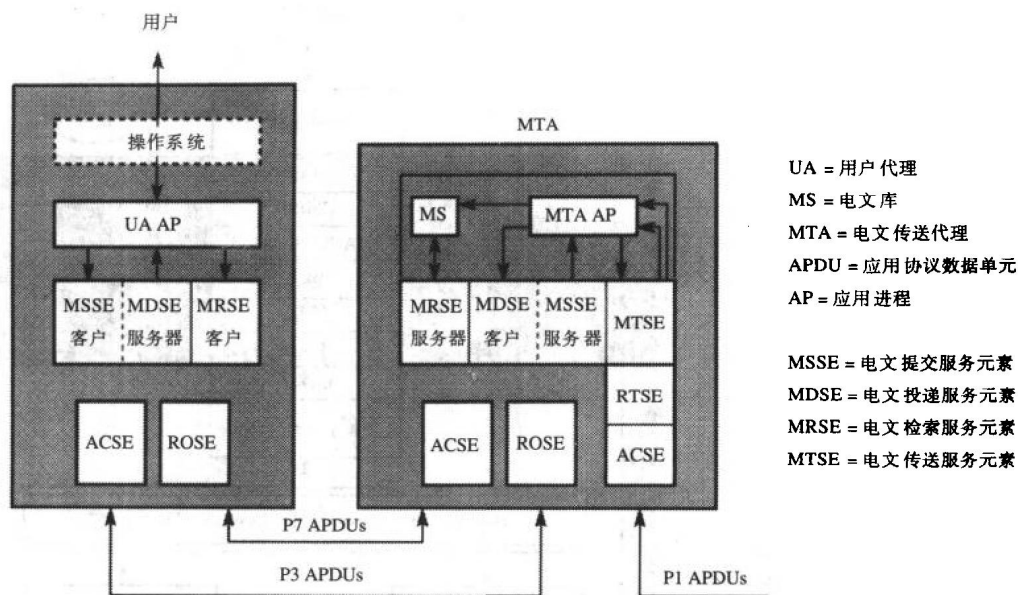 用户
操作系统
UA AP
MSSE 客户
MDSE 服务器
MRSE 客户
ACSE
ROSE
MTA
MS
MTA AP
MRSE 服务器
MDSE 客户
MSSE 服务器
MTSE
RTSE
ACSE
ACSE
ROSE
P7 APDUs
P3 APDUs
P1 APDUs
UA = 用户代理
MS = 电文库
MTA = 电文传送代理
APDU = 应用协议数据单元
AP = 应用进程
MSSE = 电文提交服务元素
MDSE = 电文投递服务元素
MRSE = 电文检索服务元素
MTSE = 电文传送服务元素